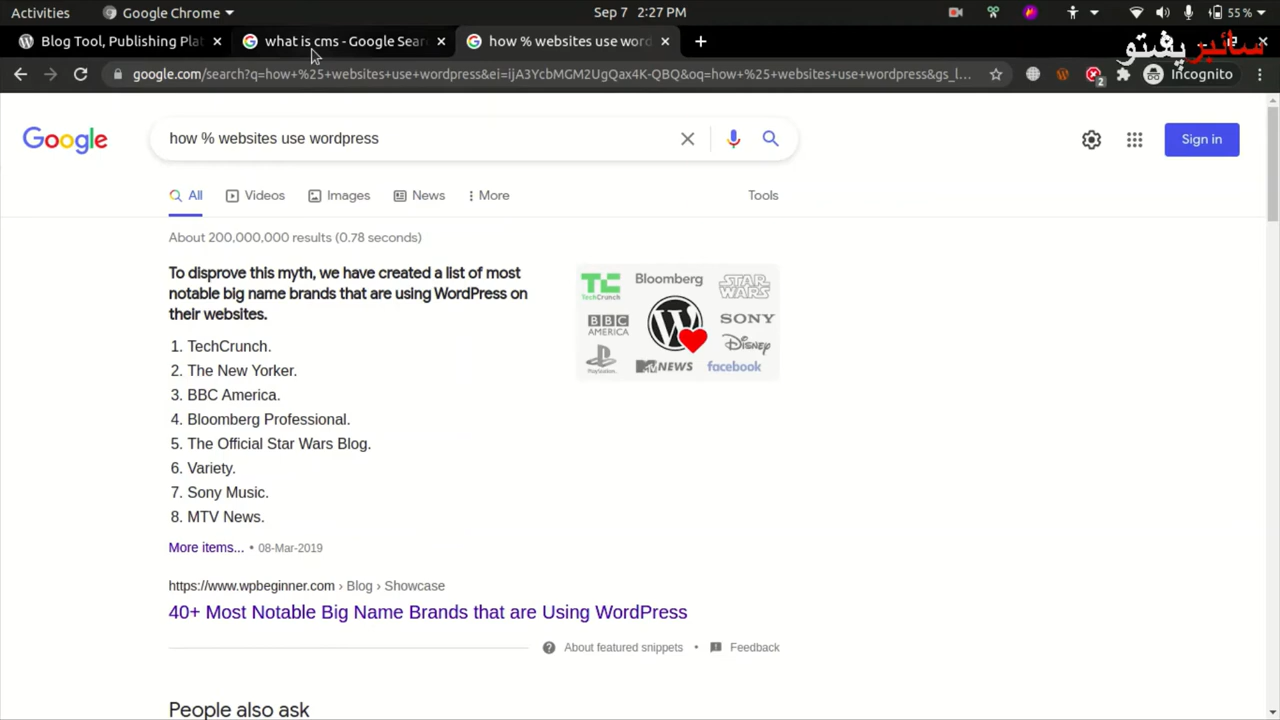 Activities
Google Chrome
Sep 7 2:27 PM
55 %
Blog Tool, Publishing Plat
what is cms - Google Sear
how % websites use word
سائبر پښتو
google.com/search?q=how+%25+websites+use+wordpress&ei=ijA3YcbMGM2UgQax4K-QBQ&oq=how+%25+websites+use+wordpress&gs_l...
2
Incognito
Google
how % websites use wordpress
Sign in
All
Videos
Images
News
More
Tools
About 200,000,000 results (0.78 seconds)
To disprove this myth, we have created a list of most
notable big name brands that are using WordPress on
their websites.
1. TechCrunch.
2. The New Yorker.
3. BBC America.
4. Bloomberg Professional.
5. The Official Star Wars Blog.
6. Variety.
7. Sony Music.
8. MTV News.
TC
TechCrunch
Bloomberg
STAR WARS
BBC AMERICA
W
SONY
PlayStation
Disney
MTV NEWS
facebook
More items... • 08-Mar-2019
https://www.wpbeginner.com › Blog › Showcase
40+ Most Notable Big Name Brands that are Using WordPress
About featured snippets • Feedback
People also ask